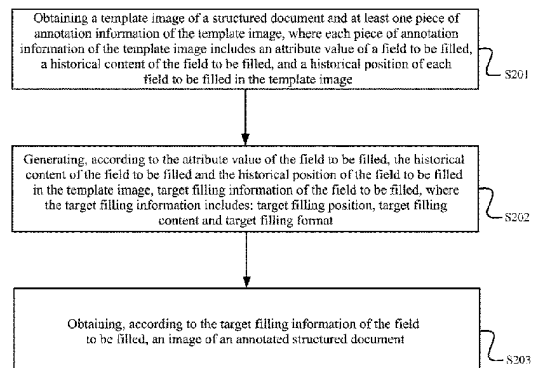 Obtaining a template image of a structured document and at least one piece of
annotation information of the template image, where each piece of annotation
information of the template image includes an attribute value of a field to be filled,
a historical content of the field to be filled, and a historical position of each
field to be filled in the template image
S201
Generating, according to the attribute value of the field to be filled, the historical
content of the field to be filled and the historical position of the field to be filled
in the template image, target filling information of the field to be filled, where
the target filling information includes: target filling position, target filling
content and target filling format
S202
Obtaining, according to the target filling information of the field
to be filled, an image of an annotated structured document
S203